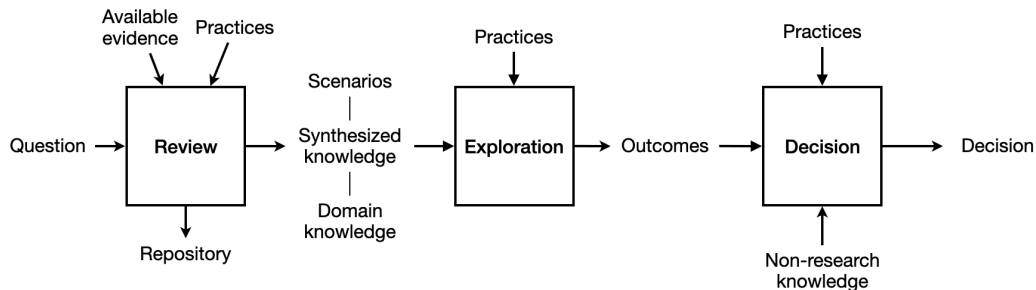 Available
evidence
Practices
Question
Review
Repository
Scenarios
Synthesized
knowledge
Domain
knowledge
Practices
Exploration
Outcomes
Practices
Decision
Non-research
knowledge
Decision